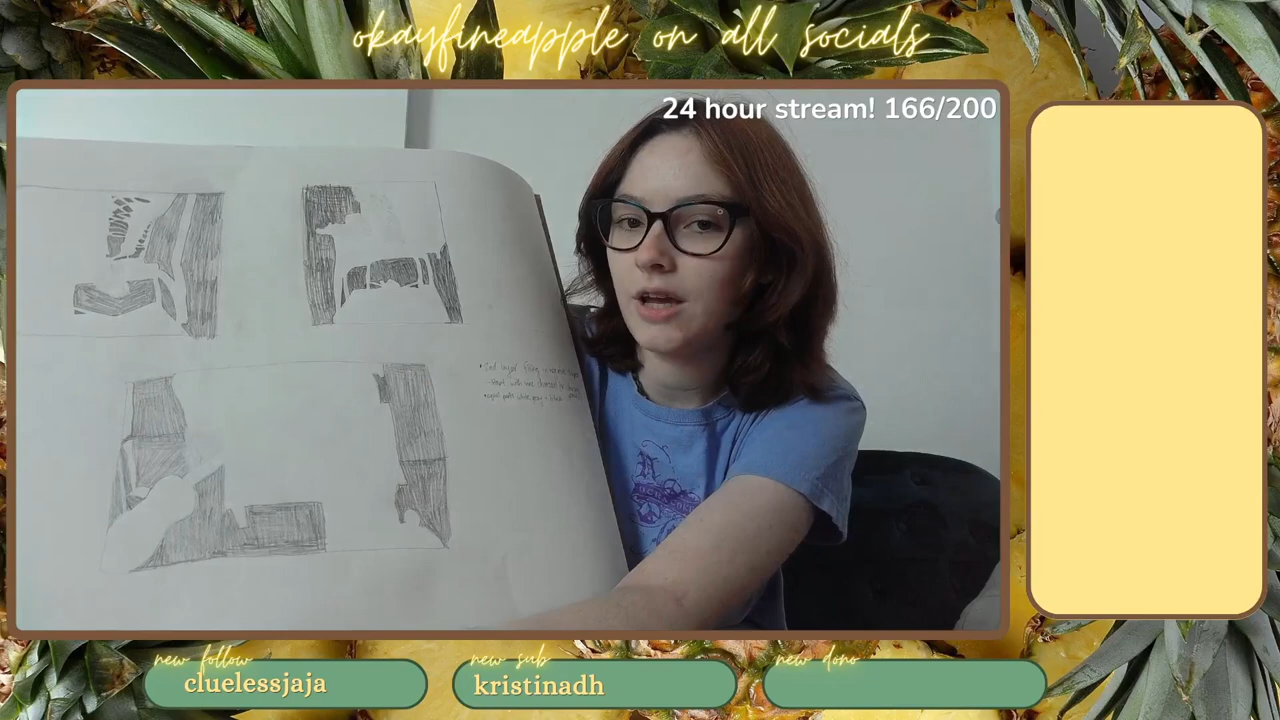 okayfineapple on all socials
24 hour stream! 166/200
new follow
cluelessjaja
new sub
kristinadh
new dono